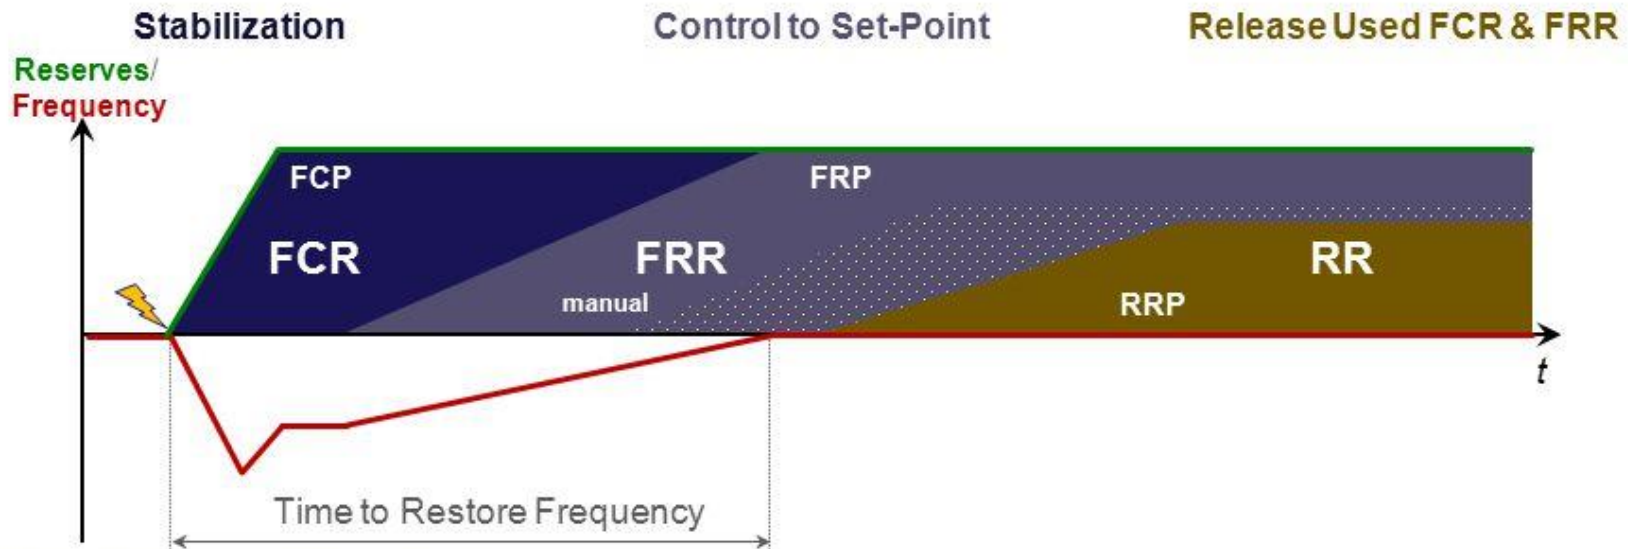 Stabilization
Control to Set-Point
Release Used FCR & FRR
Reserves/
Frequency
FCP
FRP
FCR
FRR
RR
manual
RRP
t
Time to Restore Frequency